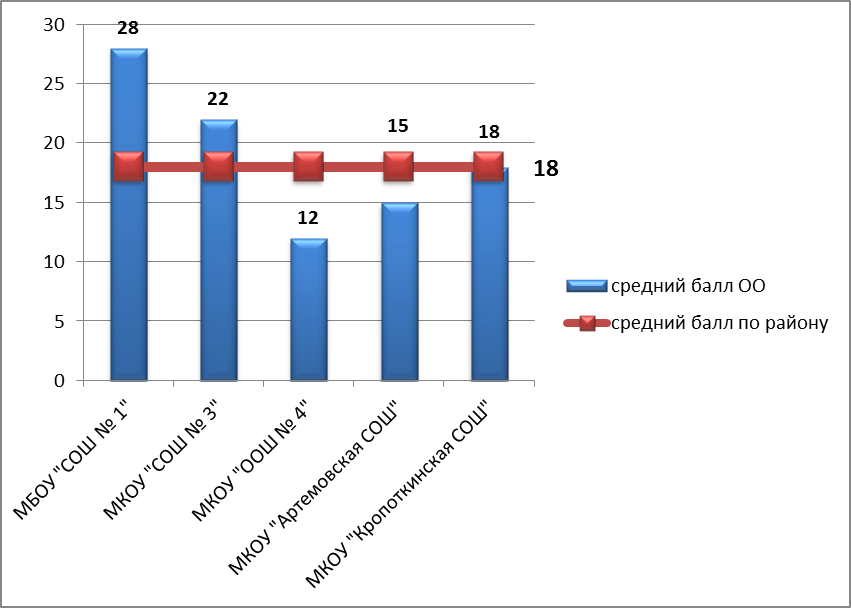 30
25
20
15
10
5
0
28
22
12
15
18
18
МБОУ "СОШ № 1"
МКОУ "СОШ № 3"
МКОУ "ООШ № 4"
МКОУ "Артемовская СОШ"
МКОУ "Кропоткинская СОШ"
средний балл ОО
средний балл по району